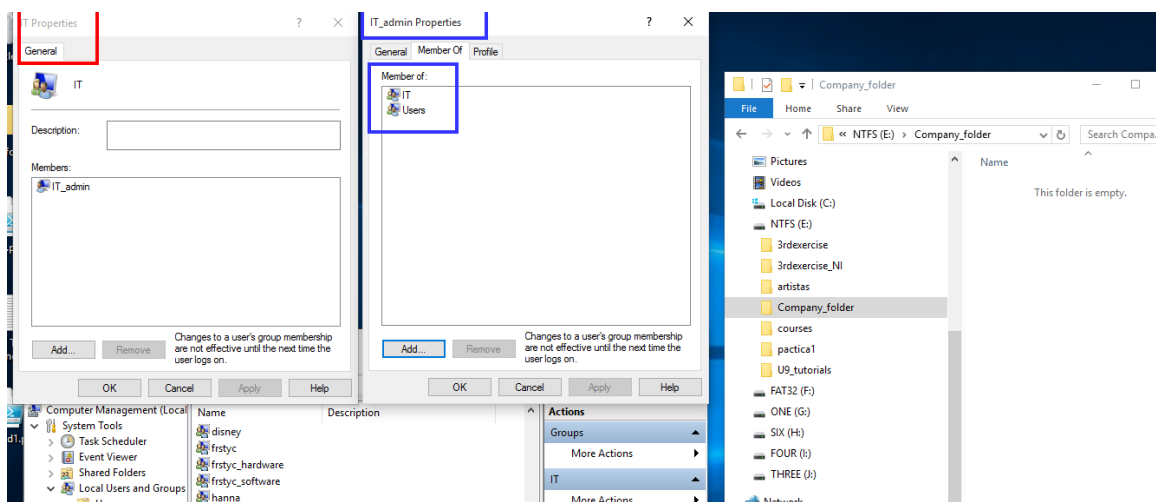 IT Properties
General
IT
Description:
Members:
IT_admin
Changes to a user's group membership
are not effective until the next time the
user logs on.
Add...
Remove
OK
Cancel
Apply
Help
IT_admin Properties
General
Member Of
Profile
Member of:
IT
Users
Changes to a user's group membership
are not effective until the next time the
user logs on.
Add...
Remove
OK
Cancel
Apply
Help
Computer Management (Local
System Tools
Task Scheduler
Event Viewer
Shared Folders
Local Users and Groups
Name
Description
disney
frstyc
frstyc_hardware
frstyc_software
hanna
Actions
Groups
More Actions
IT
More Actions
Company_folder
File
Home
Share
View
« NTFS (E:) > Company_folder
Search Compa
Pictures
Videos
Local Disk (C:)
NTFS (E:)
3rdexercise
3rdexercise_NI
artistas
Company_folder
courses
pactica1
U9_tutorials
FAT32 (F:)
ONE (G:)
SIX (H:)
FOUR (I:)
THREE (J:)
Network
Name
This folder is empty.